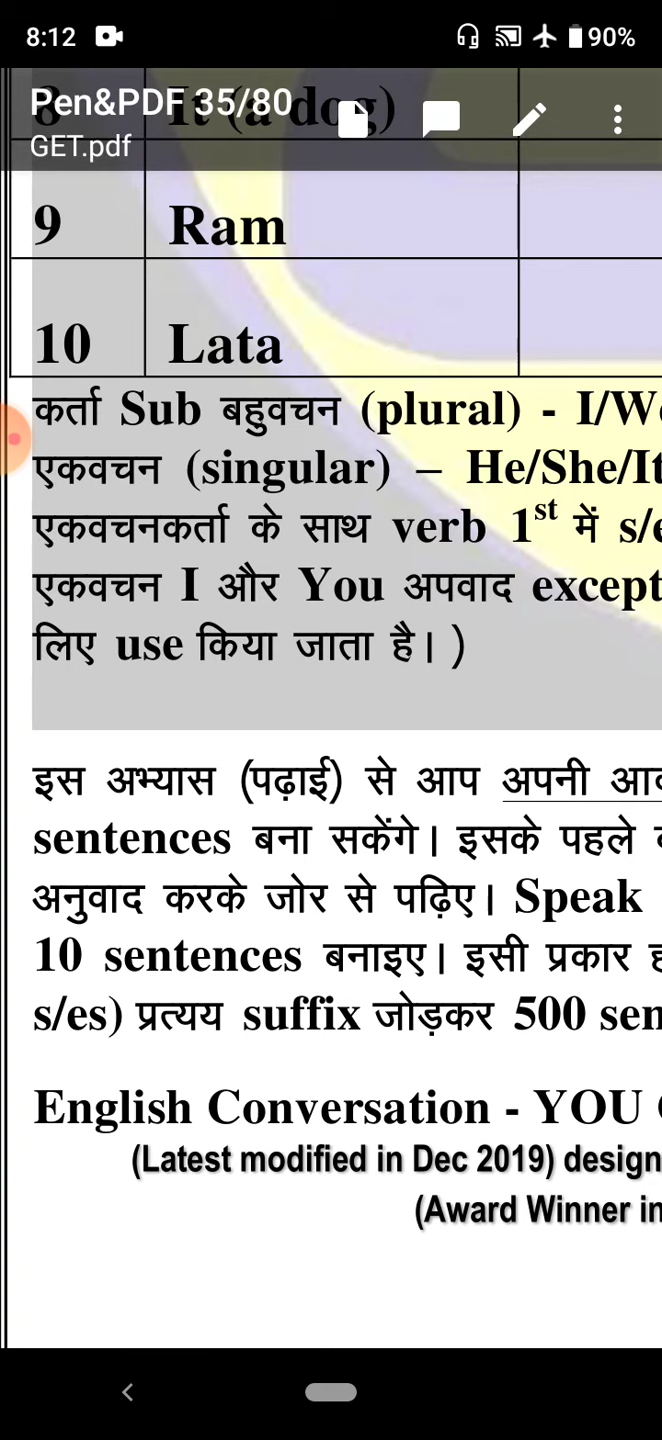 8:12
90%
Pen&PDF 35/80
GET.pdf
8 It (a dog)
9 Ram
10 Lata
कर्ता Sub बहुवचन (plural) - I/We
एकवचन (singular) – He/She/It
एकवचनकर्ता के साथ verb 1st में s/e
एकवचन I और You अपवाद except
लिए use किया जाता है। )
इस अभ्यास (पढ़ाई) से आप अपनी
sentences बना सकेंगे। इसके पहले
अनुवाद करके जोर से पढ़िए। Speak
10 sentences बनाइए। इसी प्रकार
s/es) प्रत्यय suffix जोड़कर 500 sen
English Conversation - YOU
(Latest modified in Dec 2019) design
(Award Winner in